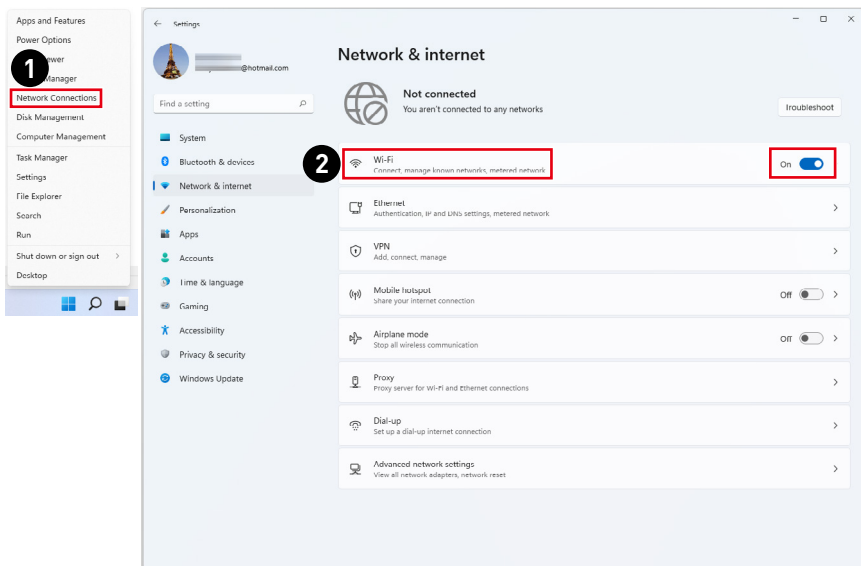 Apps and Features
Power Options
ewer
1
Manager
Network Connections
Disk Management
Computer Management
Task Manager
Settings
File Explorer
Search
Run
Shut down or sign out
Desktop
Settings
@hotmail.com
Find a setting
System
Bluetooth & devices
Network & internet
Personalization
Apps
Accounts
Time & language
Gaming
Accessibility
Privacy & security
Windows Update
Network & internet
Not connected
You aren't connected to any networks
Troubleshoot
2
Wi-Fi
Connect, manage known networks, metered network
On
Ethernet
Authentication, IP and DNS settings, metered network
VPN
Add, connect, manage
Mobile hotspot
Share your internet connection
Off
Airplane mode
Stop all wireless communication
Off
Proxy
Proxy server for Wi-Fi and Ethernet connections
Dial-up
Set up a dial-up internet connection
Advanced network settings
View all network adapters, network reset